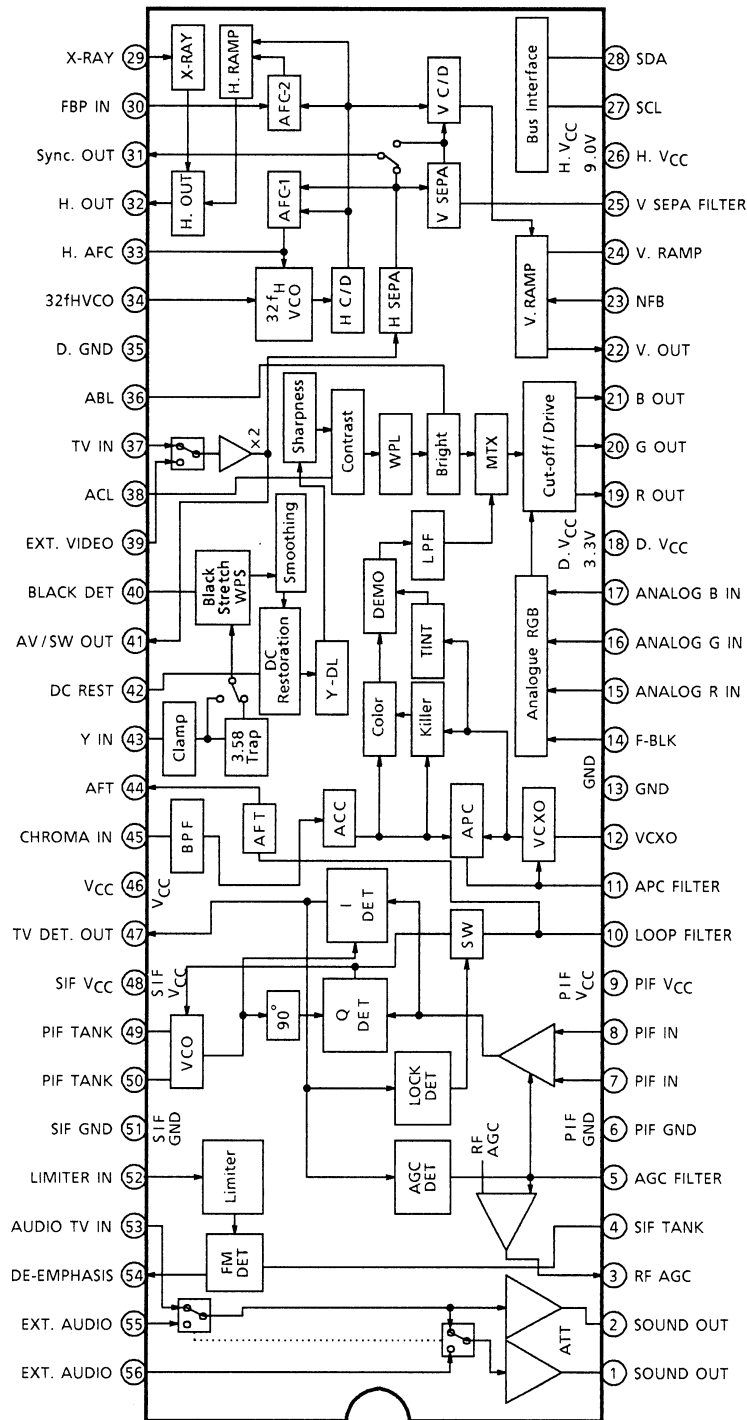 X-RAY 29
FBP IN 30
Sync. OUT 31
H. OUT 32
H. AFC 33
32fHVCO 34
D. GND 35
ABL 36
TV IN 37
ACL 38
EXT. VIDEO 39
BLACK DET 40
AV/SW OUT 41
DC REST 42
Y IN 43
AFT 44
CHROMA IN 45
VCC 46
TV DET. OUT 47
SIF VCC 48
PIF TANK 49
PIF TANK 50
SIF GND 51
LIMITER IN 52
AUDIO TV IN 53
DE-EMPHASIS 54
EXT. AUDIO 55
EXT. AUDIO 56
X-RAY
H. RAMP
AFC-2
V C/D
Bus Interface
H. VCC
9.0V
H. OUT
AFC-1
V SEPA
32fH
VCO
H C/D
H SEPA
V. RAMP
×2
Sharpness
Contrast
WPL
Bright
MTX
Cut-off/Drive
D. VCC
3.3V
Black
Stretch
WPS
Smoothing
DEMO
LPF
DC
Restoration
Y-DL
TINT
Analogue RGB
Clamp
3.58
Trap
Color
Killer
GND
BPF
AFT
ACC
APC
VCXO
VCC
I
DET
SW
SIF
VCC
VCO
90°
Q
DET
PIF
VCC
LOCK
DET
SIF
GND
PIF
GND
Limiter
AGC
DET
RF
AGC
FM
DET
ATT
28 SDA
27 SCL
26 H. VCC
25 V SEPA FILTER
24 V. RAMP
23 NFB
22 V. OUT
21 B OUT
20 G OUT
19 R OUT
18 D. VCC
17 ANALOG B IN
16 ANALOG G IN
15 ANALOG R IN
14 F-BLK
13 GND
12 VCXO
11 APC FILTER
10 LOOP FILTER
9 PIF VCC
8 PIF IN
7 PIF IN
6 PIF GND
5 AGC FILTER
4 SIF TANK
3 RF AGC
2 SOUND OUT
1 SOUND OUT